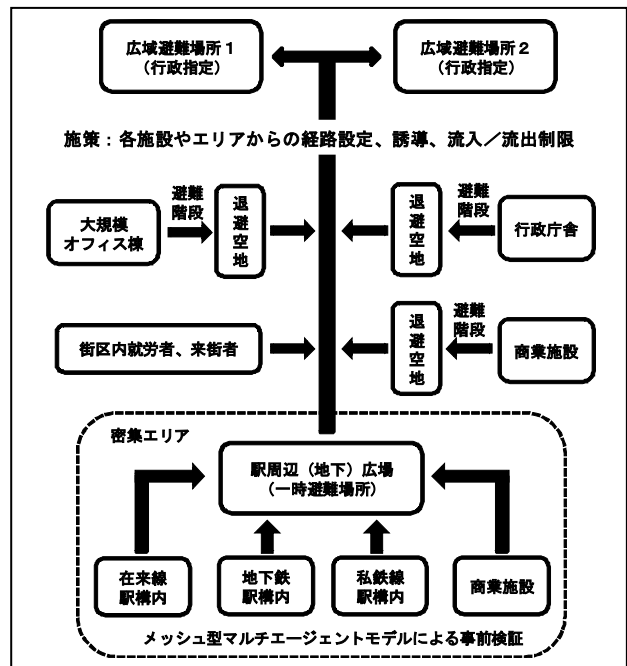 広域避難場所1
(行政指定)
広域避難場所2
(行政指定)
施策：各施設やエリアからの経路設定、誘導、流入／流出制限
大規模
オフィス棟
避難
階段
退避空地
退避空地
避難
階段
行政庁舎
街区内就労者、来街者
退避空地
避難
階段
商業施設
密集エリア
駅周辺（地下）広場
（一時避難場所）
在来線
駅構内
地下鉄
駅構内
私鉄線
駅構内
商業施設
メッシュ型マルチエージェントモデルによる事前検証